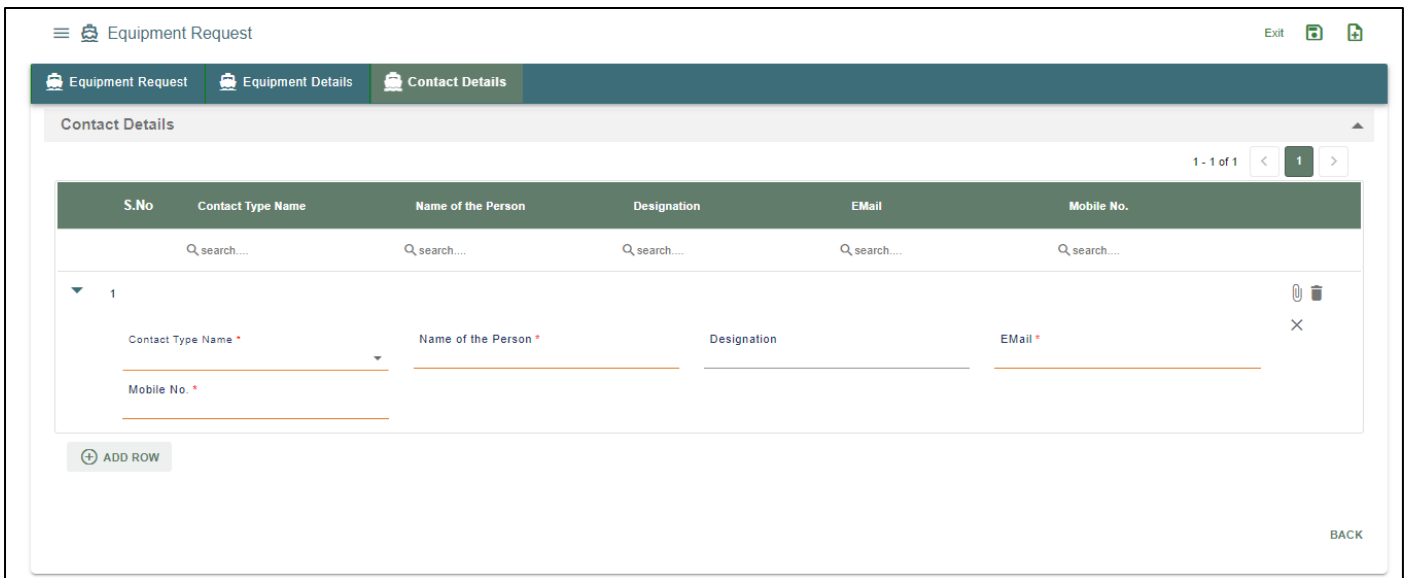 Equipment Request
Exit
Equipment Request Equipment Details Contact Details
Contact Details
1 - 1 of 1 < 1 >
S.No Contact Type Name Name of the Person Designation EMail Mobile No.
search.... search.... search.... search.... search....
1
Contact Type Name * Name of the Person * Designation EMail *
Mobile No. *
ADD ROW
BACK